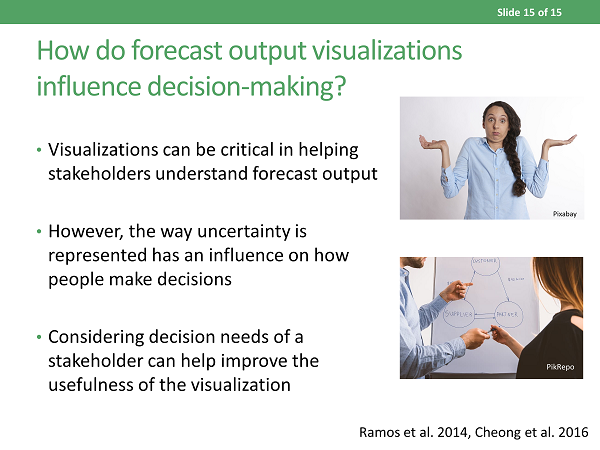 Slide 15 of 15
How do forecast output visualizations
influence decision-making?
• Visualizations can be critical in helping
stakeholders understand forecast output
• However, the way uncertainty is
represented has an influence on how
people make decisions
• Considering decision needs of a
stakeholder can help improve the
usefulness of the visualization
Pixabay
CUSTOMER
SUPPLIER
PARTNER
PikRepo
Ramos et al. 2014, Cheong et al. 2016